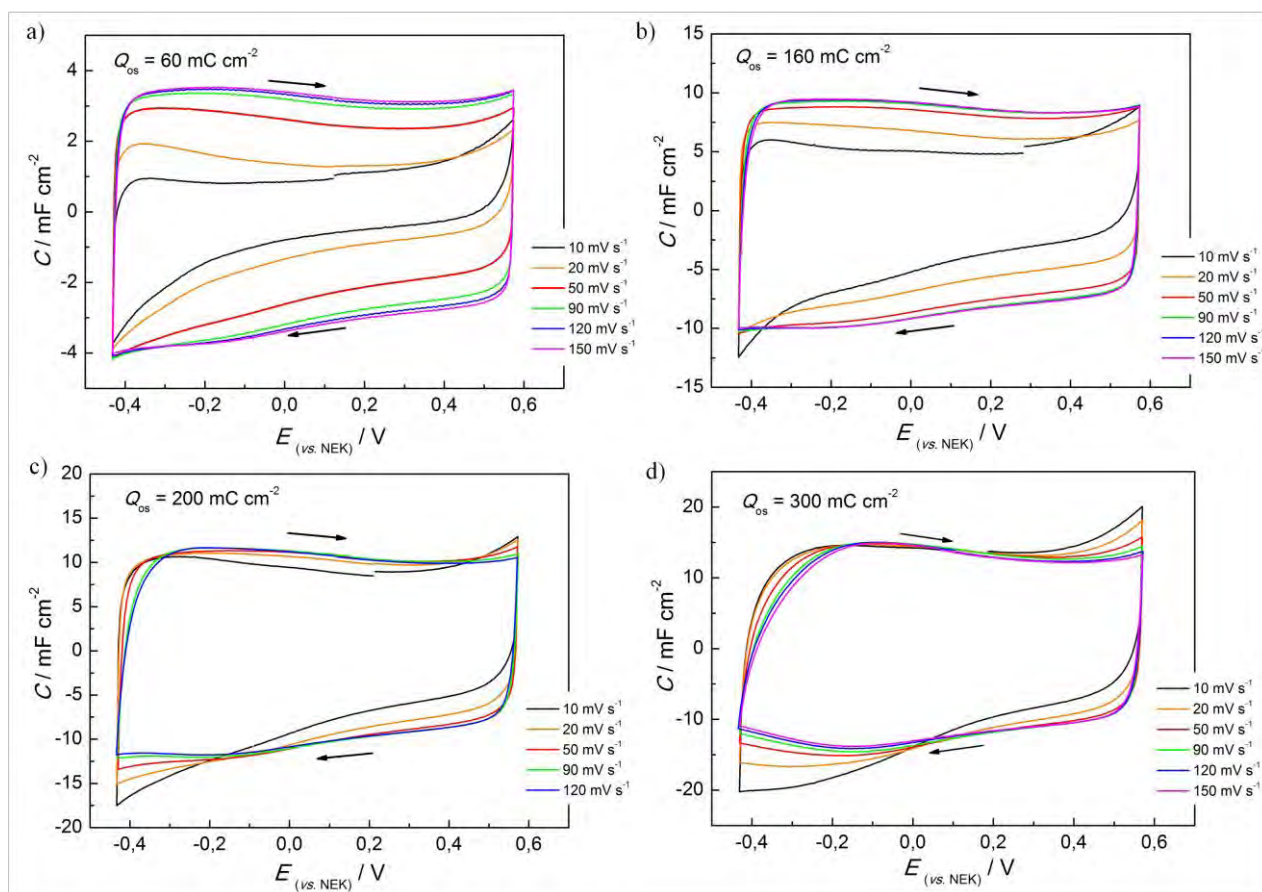 a)
Qos = 60 mC cm-2
4
2
0
-2
-4
C / mF cm-2
-0,4 -0,2 0,0 0,2 0,4 0,6
E (vs. NEK) / V
10 mV s-1
20 mV s-1
50 mV s-1
90 mV s-1
120 mV s-1
150 mV s-1
b)
Qos = 160 mC cm-2
15
10
5
0
-5
-10
-15
C / mF cm-2
-0,4 -0,2 0,0 0,2 0,4 0,6
E (vs. NEK) / V
10 mV s-1
20 mV s-1
50 mV s-1
90 mV s-1
120 mV s-1
150 mV s-1
c)
Qos = 200 mC cm-2
20
15
10
5
0
-5
-10
-15
-20
C / mF cm-2
-0,4 -0,2 0,0 0,2 0,4 0,6
E (vs. NEK) / V
10 mV s-1
20 mV s-1
50 mV s-1
90 mV s-1
120 mV s-1
d)
Qos = 300 mC cm-2
20
10
0
-10
-20
C / mF cm-2
-0,4 -0,2 0,0 0,2 0,4 0,6
E (vs. NEK) / V
10 mV s-1
20 mV s-1
50 mV s-1
90 mV s-1
120 mV s-1
150 mV s-1